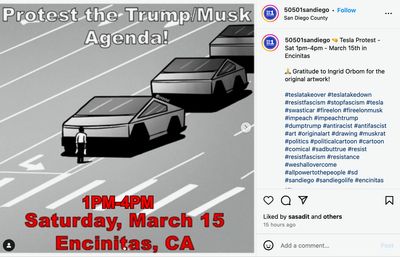 Protest the Trump/Musk
Agenda!
1PM-4PM
Saturday, March 15
Encinitas, CA
50501sandiego • Follow
San Diego County
50501sandiego 👈 Tesla Protest -
Sat 1pm-4pm - March 15th in
Encinitas
🙏 Gratitude to Ingrid Orbom for the
original artwork!
#teslatakeover #teslatakedown
#resistfascism #stopfascism #tesla
#swasticar #fireelon #fireelonmusk
#impeach #impeachtrump
#dumptrump #antiracist #antifascist
#art #originalart #drawing #muskrat
#politics #politicalcartoon #cartoon
#comical #sadbuttrue #resist
#resistfascism #resistance
#weshallovercome
#allpowertothepeople #sd
#sandiego #sandiegolife #encinitas
Liked by sasadit and others
15 hours ago
Add a comment...
Post